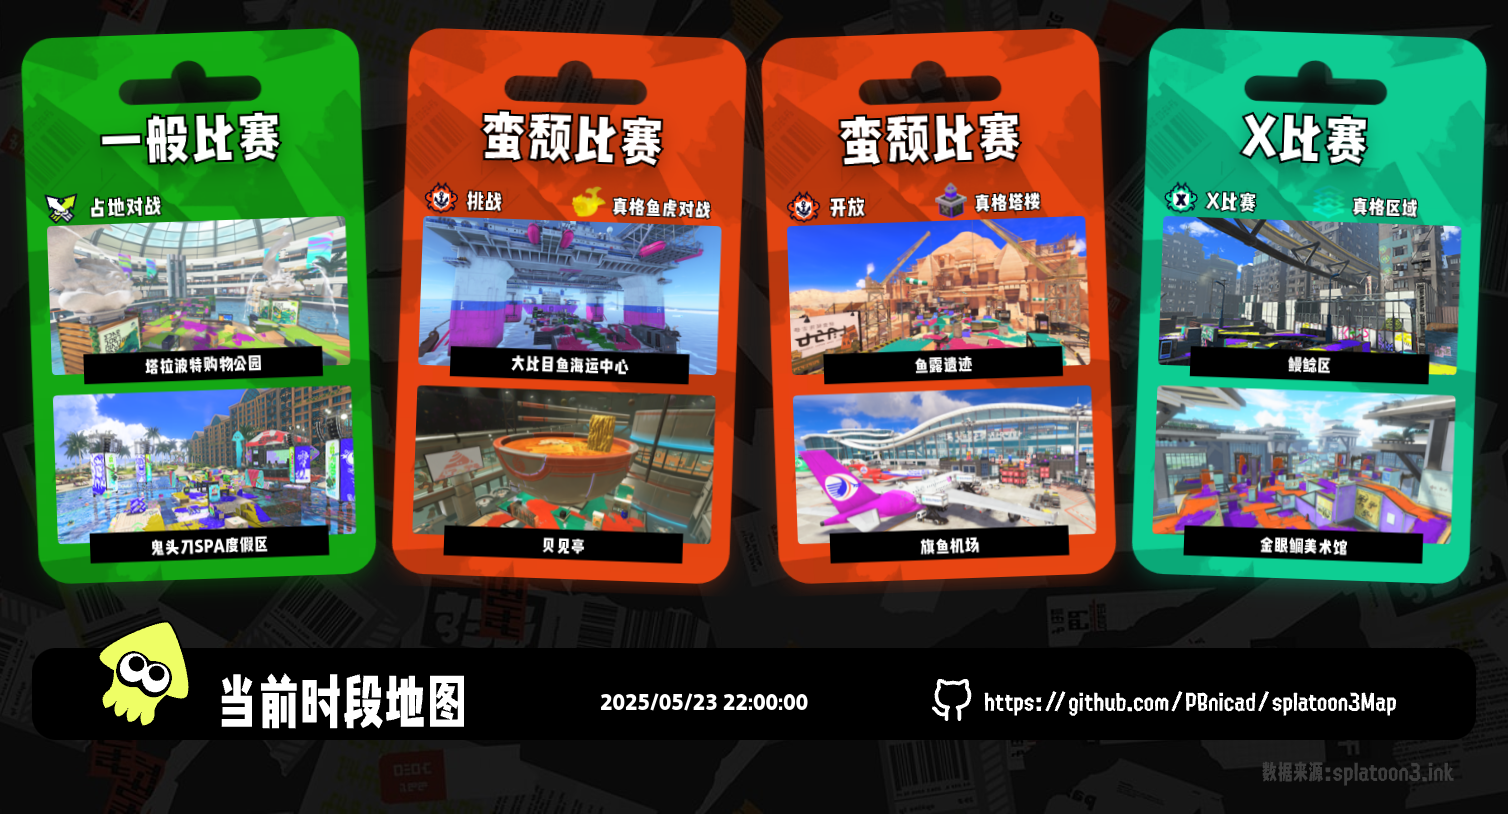 一般比赛
占地对战
塔拉波特购物公园
鬼头刀SPA度假区
蛮颓比赛
挑战
真格鱼虎对战
大比目鱼海运中心
贝见亭
蛮颓比赛
开放
真格塔楼
鱼露遗迹
旗鱼机场
X比赛
X比赛
真格区域
鳗鲶区
金眼鲷美术馆
当前时段地图
2025/05/23 22:00:00
https://github.com/PBnicad/splatoon3Map
数据来源:splatoon3.ink